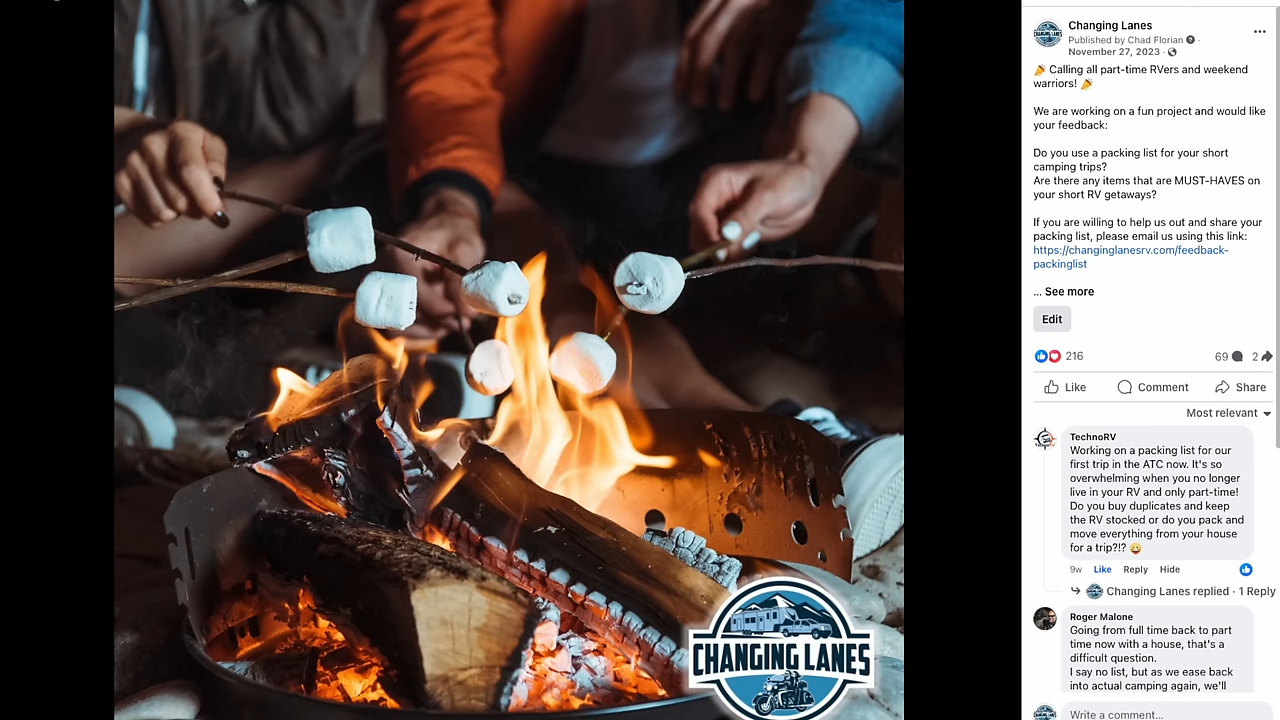 CHANGING LANES
Changing Lanes
Published by Chad Florian
November 27, 2023 ·
🎉 Calling all part-time RVers and weekend
warriors! 🎉
We are working on a fun project and would like
your feedback:
Do you use a packing list for your short
camping trips?
Are there any items that are MUST-HAVES on
your short RV getaways?
If you are willing to help us out and share your
packing list, please email us using this link:
https://changinglanesrv.com/feedback-
packinglist
... See more
Edit
216
69
2
Like
Comment
Share
Most relevant
TechnoRV
Working on a packing list for our
first trip in the ATC now. It's so
overwhelming when you no longer
live in your RV and only part-time!
Do you buy duplicates and keep
the RV stocked or do you pack and
move everything from your house
for a trip?!? 😀
9w Like Reply Hide
Changing Lanes replied · 1 Reply
Roger Malone
Going from full time back to part
time now with a house, that's a
difficult question.
I say no list, but as we ease back
into actual camping again, we'll
Write a comment...